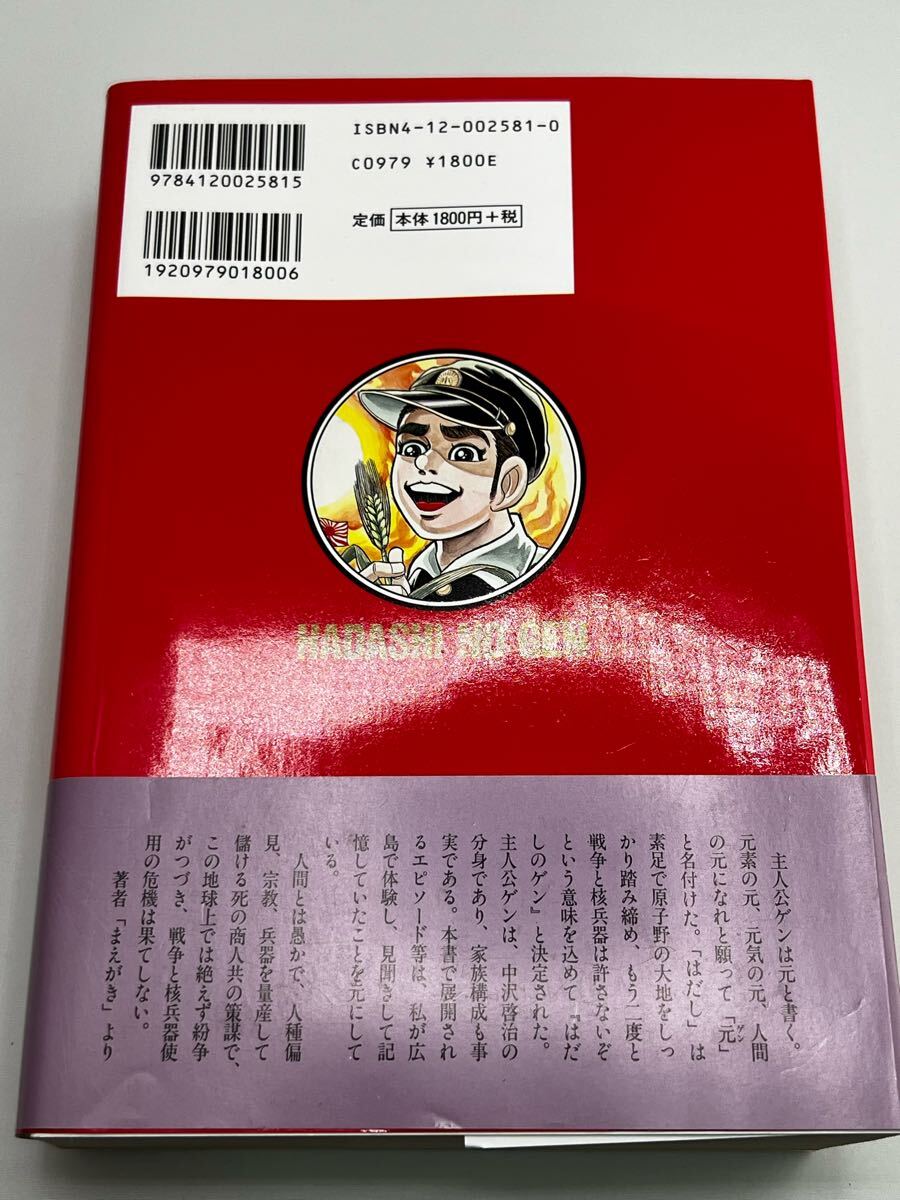 ISBN4-12-002581-0
9784120025815
C0979 ¥1800E
定価 本体1800円+税
1920979018006
小
HADASHI NO GEN
主人公ゲンは元と書く。
元素の元、元気の元、人間
の元になれと願って「元」
ゲン
と名付けた。「はだし」は
素足で原子野の大地をしっ
かり踏み締め、もう二度と
戦争と核兵器は許さないぞ
という意味を込めて『はだ
しのゲン』と決定された。
主人公ゲンは、中沢啓治の
分身であり、家族構成も事
実である。本書で展開され
るエピソード等は、私が広
島で体験し、見聞きして記
憶していたことを元にして
いる。
人間とは愚かで、人種偏
見、宗教、兵器を量産して
儲ける死の商人共の策謀で、
この地球上では絶えず紛争
がつづき、戦争と核兵器使
用の危機は果てしない。
著者「まえがき」より